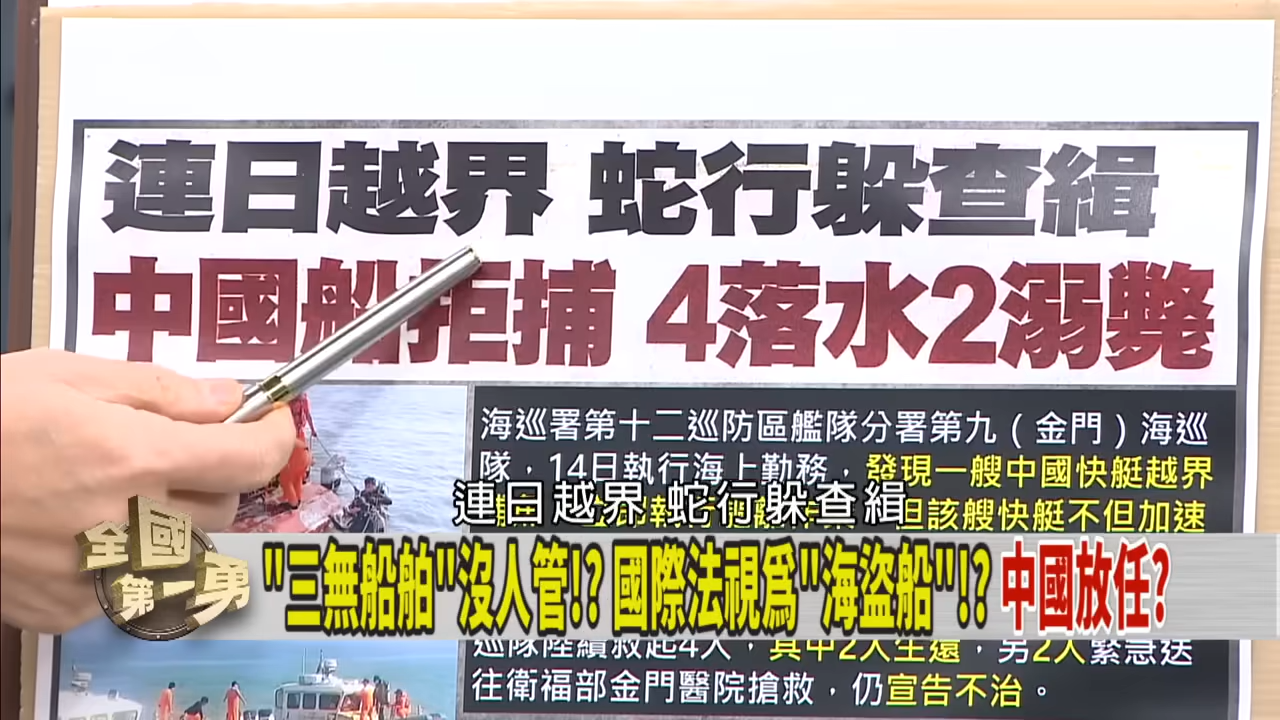 連日越界 蛇行躲查緝
中國船拒捕 4落水2溺斃
海巡署第十二巡防區艦隊分署第九(金門)海巡
隊,14日執行海上勤務,發現一艘中國快艇越界
但該艘快艇不但加速
連日越界 蛇行躲查緝
全國第一勇
"三無船舶"沒人管!? 國際法視為"海盜船"!? 中國放任?
巡隊陸續救起4人,其中2人生還,另2人緊急送
往衛福部金門醫院搶救,仍宣告不治。